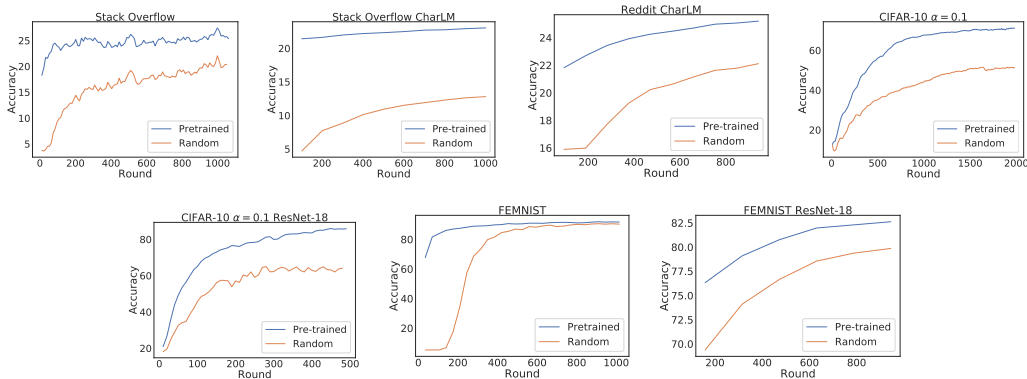 Stack Overflow
Accuracy
25
20
15
10
5
Pretrained
Random
0 200 400 600 800 1000
Round
Stack Overflow CharLM
Accuracy
20
15
10
5
Pre-trained
Random
200 400 600 800 1000
Round
Reddit CharLM
Accuracy
24
22
20
18
16
Pre-trained
Random
200 400 600 800
Round
CIFAR-10 α = 0.1
Accuracy
60
40
20
Pretrained
Random
0 500 1000 1500 2000
Round
CIFAR-10 α = 0.1 ResNet-18
Accuracy
80
60
40
20
Pre-trained
Random
0 100 200 300 400 500
Round
FEMNIST
Accuracy
80
60
40
20
Pretrained
Random
0 200 400 600 800 1000
Round
FEMNIST ResNet-18
Accuracy
82.5
80.0
77.5
75.0
72.5
70.0
Pre-trained
Random
200 400 600 800
Round